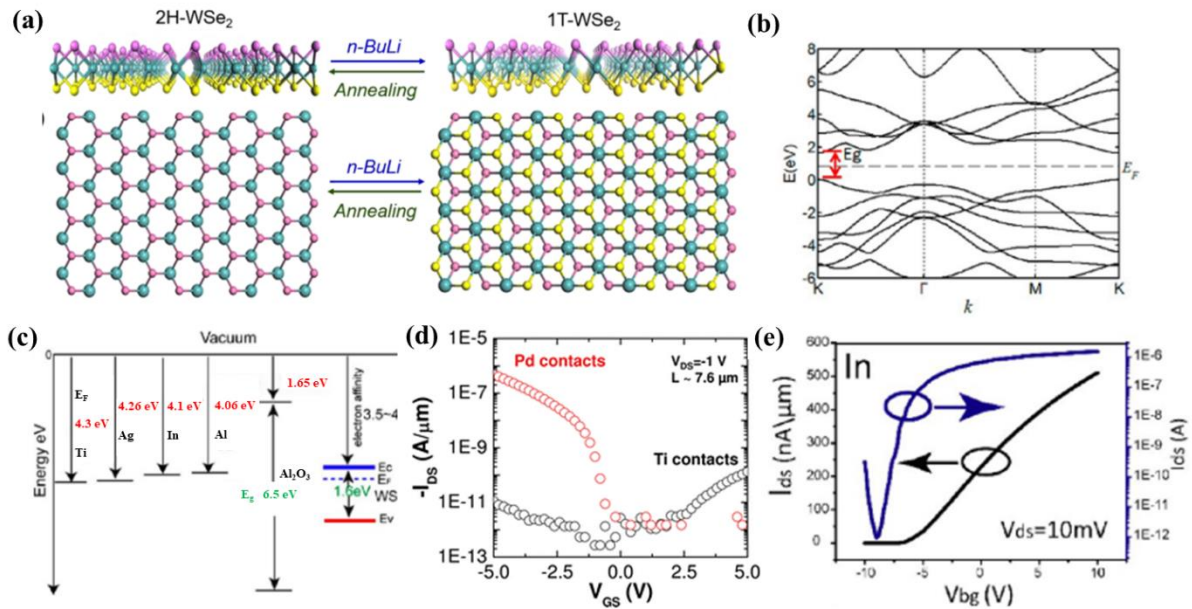 (a)
2H-WSe2
1T-WSe2
n-BuLi
Annealing
n-BuLi
Annealing
(b)
E(eV)
8
6
4
2
0
-2
-4
-6
Eg
E_F
K
Γ
M
K
k
(c)
Vacuum
0
Energy eV
E_F
4.3 eV
Ti
4.26 eV
Ag
4.1 eV
In
4.06 eV
Al
1.65 eV
Al2O3
Eg 6.5 eV
electron affinity
3.5~4
Ec
E_F
1.6eV
WS
Ev
(d)
-I_DS (A/μm)
1E-5
1E-7
1E-9
1E-11
1E-13
Pd contacts
V_DS=-1 V
L ~ 7.6 μm
Ti contacts
-5.0
-2.5
0.0
2.5
5.0
V_GS (V)
(e)
In
Ids (nA\μm)
600
500
400
300
200
100
0
1E-6
1E-7
1E-8
1E-9
1E-10
1E-11
1E-12
Ids (A)
Vds=10mV
-10
-5
0
5
10
Vbg (V)